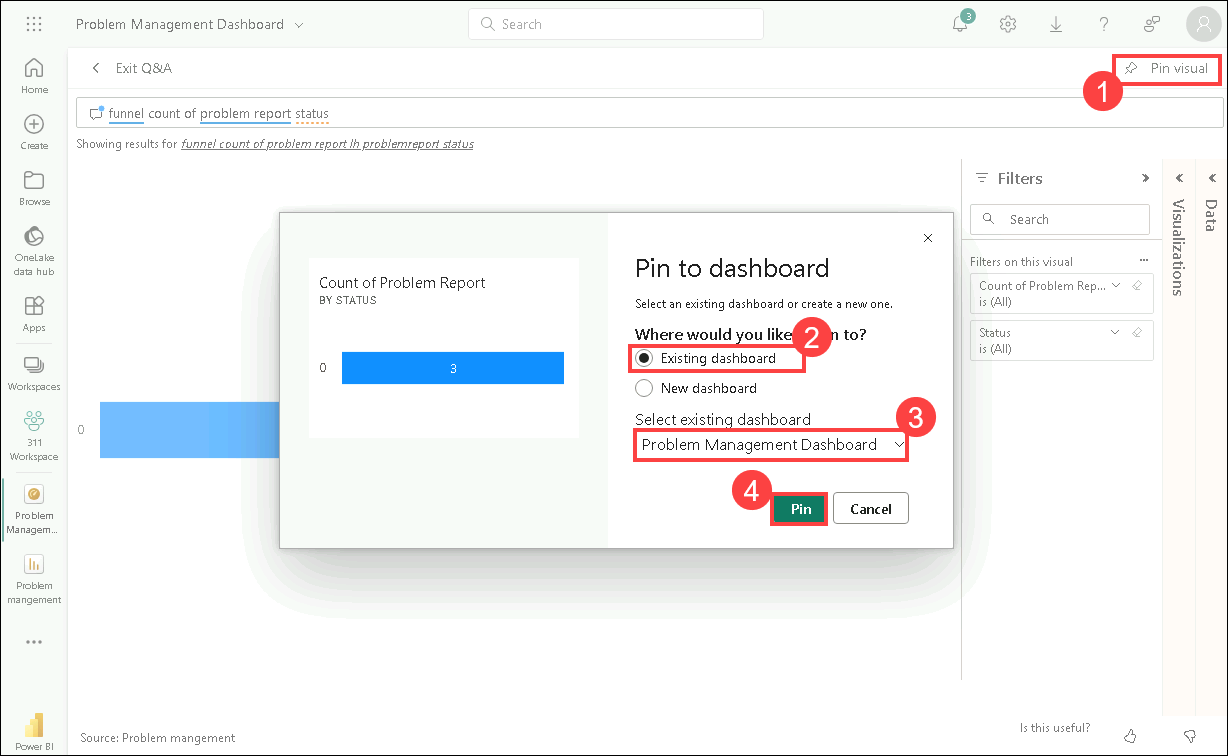 Problem Management Dashboard
Search
3
Home
Create
Browse
OneLake
data hub
Apps
Workspaces
311
Workspace
Problem
Managem...
Problem
mangement
Power BI
Exit Q&A
Pin visual
1
funnel count of problem report status
Showing results for funnel count of problem report lh problemreport status
0
Count of Problem Report
BY STATUS
0
3
Pin to dashboard
Select an existing dashboard or create a new one.
Where would you like n to?
2
Existing dashboard
New dashboard
Select existing dashboard
3
Problem Management Dashboard
4
Pin
Cancel
Filters
Search
Filters on this visual
Count of Problem Rep...
is (All)
Status
is (All)
Visualizations
Data
Source: Problem mangement
Is this useful?